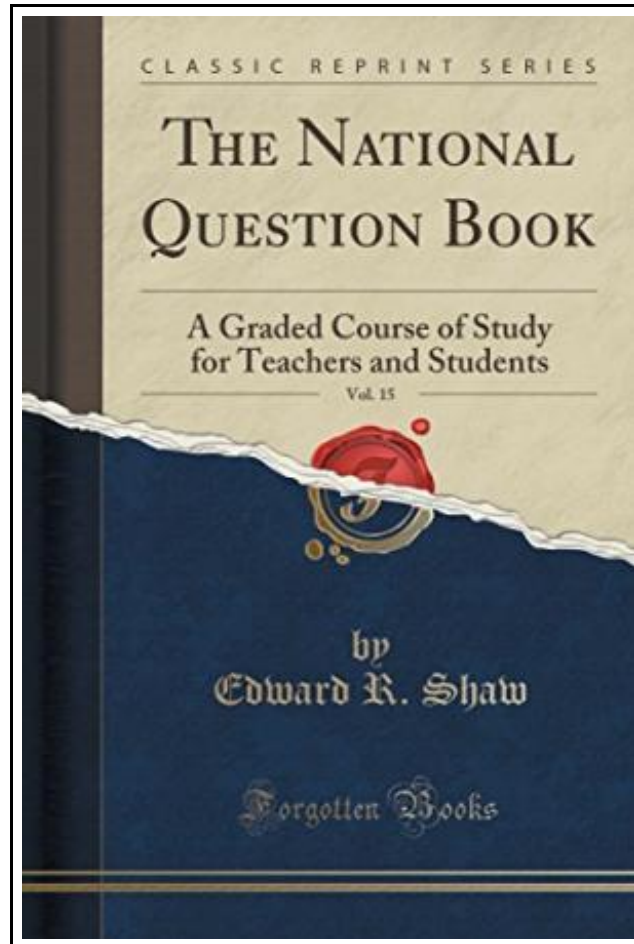 CLASSIC REPRINT SERIES
THE NATIONAL
QUESTION BOOK
A Graded Course of Study
for Teachers and Students
Vol. 15
by
Edward R. Shaw
Forgotten Books